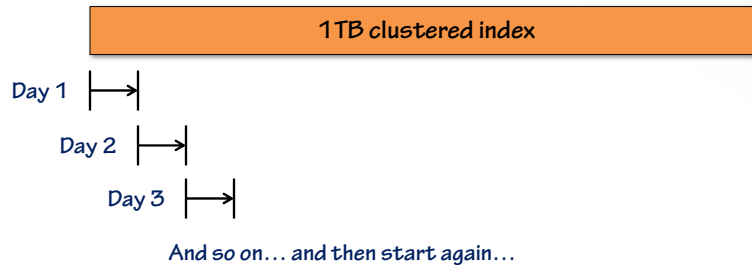 1TB clustered index
Day 1
Day 2
Day 3
And so on... and then start again...